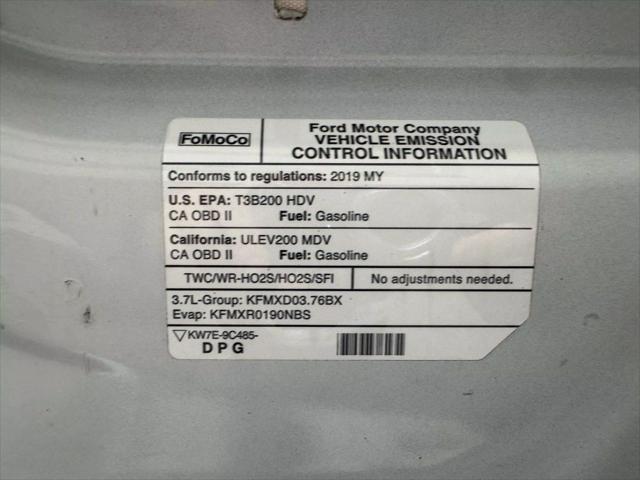 FoMoCo
Ford Motor Company
VEHICLE EMISSION
CONTROL INFORMATION
Conforms to regulations: 2019 MY
U.S. EPA: T3B200 HDV
CA OBD II Fuel: Gasoline
California: ULEV200 MDV
CA OBD II Fuel: Gasoline
TWC/WR-HO2S/HO2S/SFI No adjustments needed.
3.7L-Group: KFMXD03.76BX
Evap: KFMXR0190NBS
KW7E-9C485-
DPG